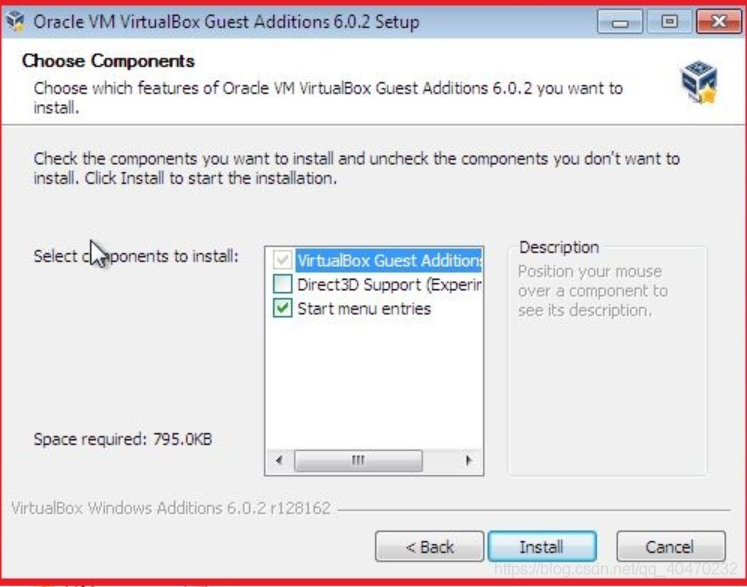 Oracle VM VirtualBox Guest Additions 6.0.2 Setup
Choose Components
Choose which features of Oracle VM VirtualBox Guest Additions 6.0.2 you want to
install.
Check the components you want to install and uncheck the components you don't want to
install. Click Install to start the installation.
Select components to install:
VirtualBox Guest Additions
Direct3D Support (Experir
Start menu entries
Description
Position your mouse
over a component to
see its description.
Space required: 795.0KB
VirtualBox Windows Additions 6.0.2 r128162
< Back
Install
Cancel
https://blog.csdn.net/qq_40470232